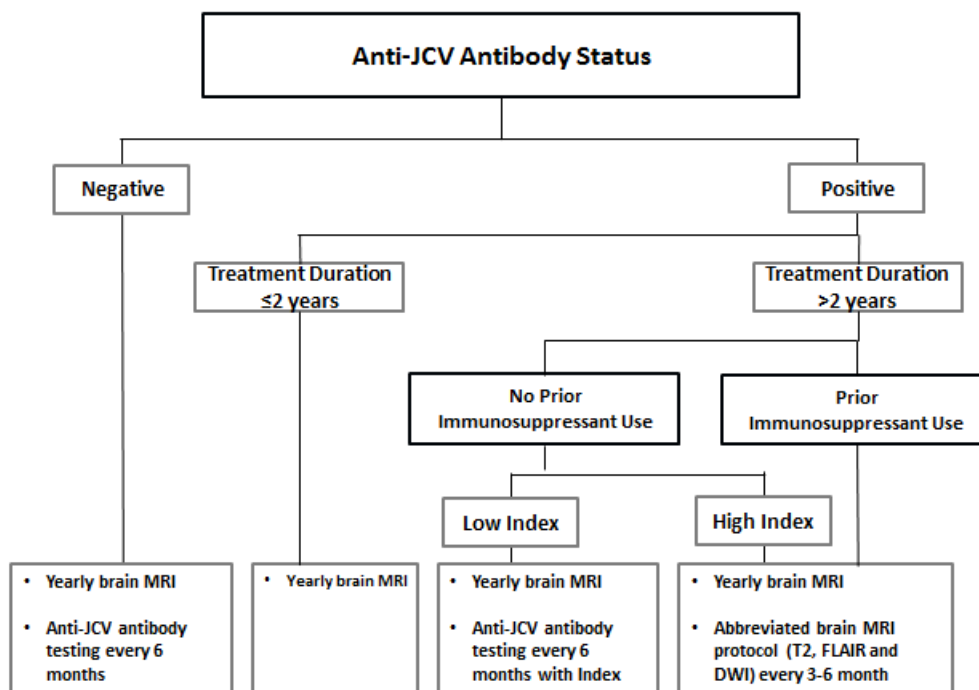 Anti-JCV Antibody Status
Negative
Positive
Treatment Duration
≤2 years
Treatment Duration
>2 years
No Prior
Immunosuppressant Use
Prior
Immunosuppressant Use
Low Index
High Index
• Yearly brain MRI
• Anti-JCV antibody
testing every 6
months
• Yearly brain MRI
• Yearly brain MRI
• Anti-JCV antibody
testing every 6
months with Index
• Yearly brain MRI
• Abbreviated brain MRI
protocol (T2, FLAIR and
DWI) every 3-6 month